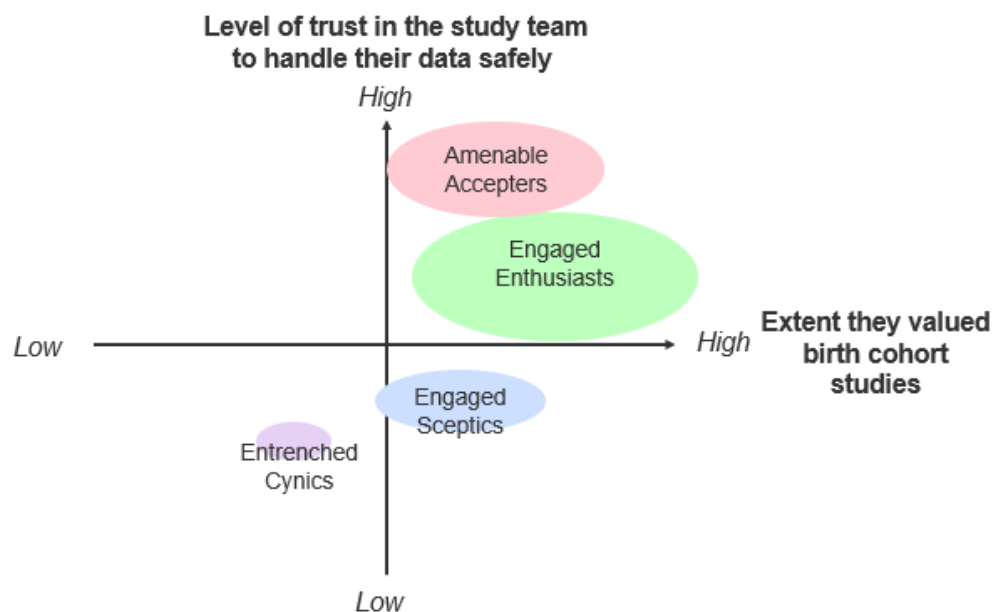 Level of trust in the study team
to handle their data safely
High
Amenable
Accepters
Engaged
Enthusiasts
Low
High
Extent they valued
birth cohort
studies
Engaged
Sceptics
Entrenched
Cynics
Low